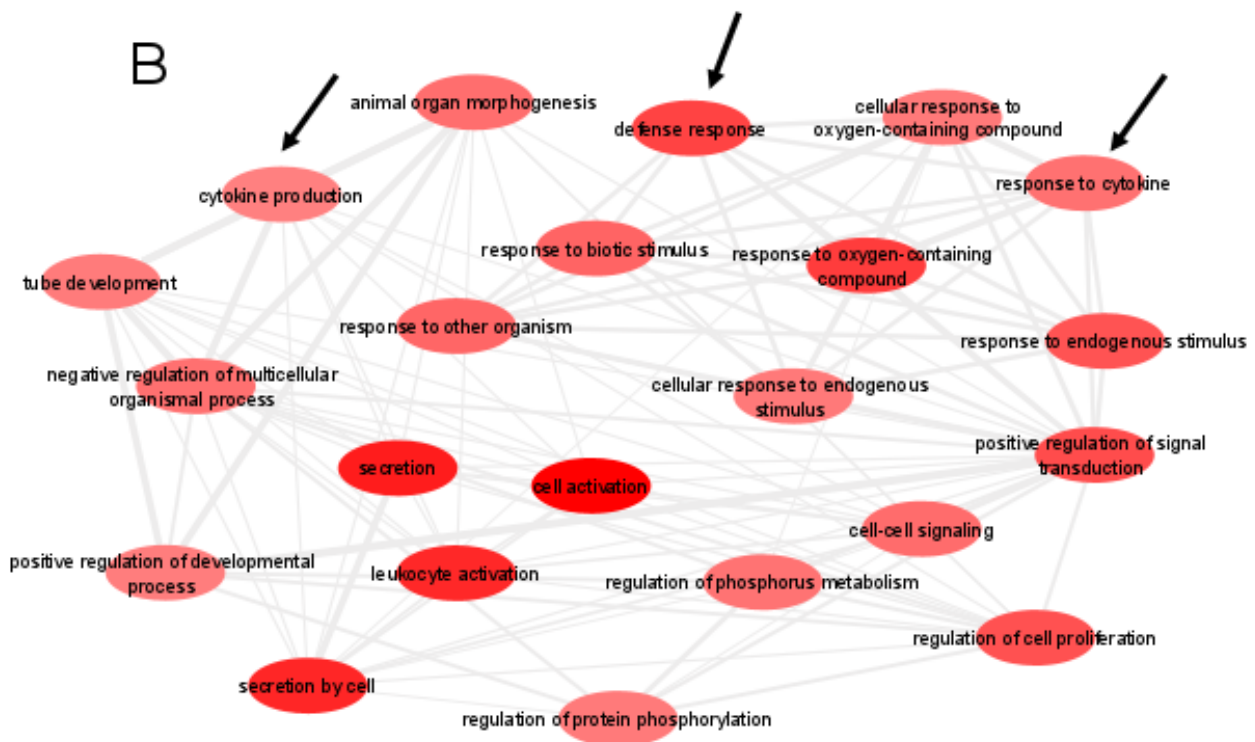 B
animal organ morphogenesis
defense response
cellular response to
oxygen-containing compound
cytokine production
response to cytokine
response to biotic stimulus
response to oxygen-containing
compound
tube development
response to other organism
response to endogenous stimulus
negative regulation of multicellular
organismal process
cellular response to endogenous
stimulus
positive regulation of signal
transduction
secretion
cell activation
cell-cell signaling
positive regulation of developmental
process
leukocyte activation
regulation of phosphorus metabolism
regulation of cell proliferation
secretion by cell
regulation of protein phosphorylation